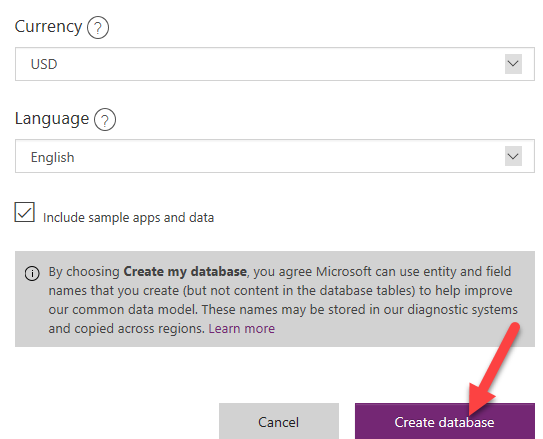 Currency ?
USD
Language ?
English
Include sample apps and data
By choosing Create my database, you agree Microsoft can use entity and field
names that you create (but not content in the database tables) to help improve
our common data model. These names may be stored in our diagnostic systems
and copied across regions. Learn more
Cancel
Create database